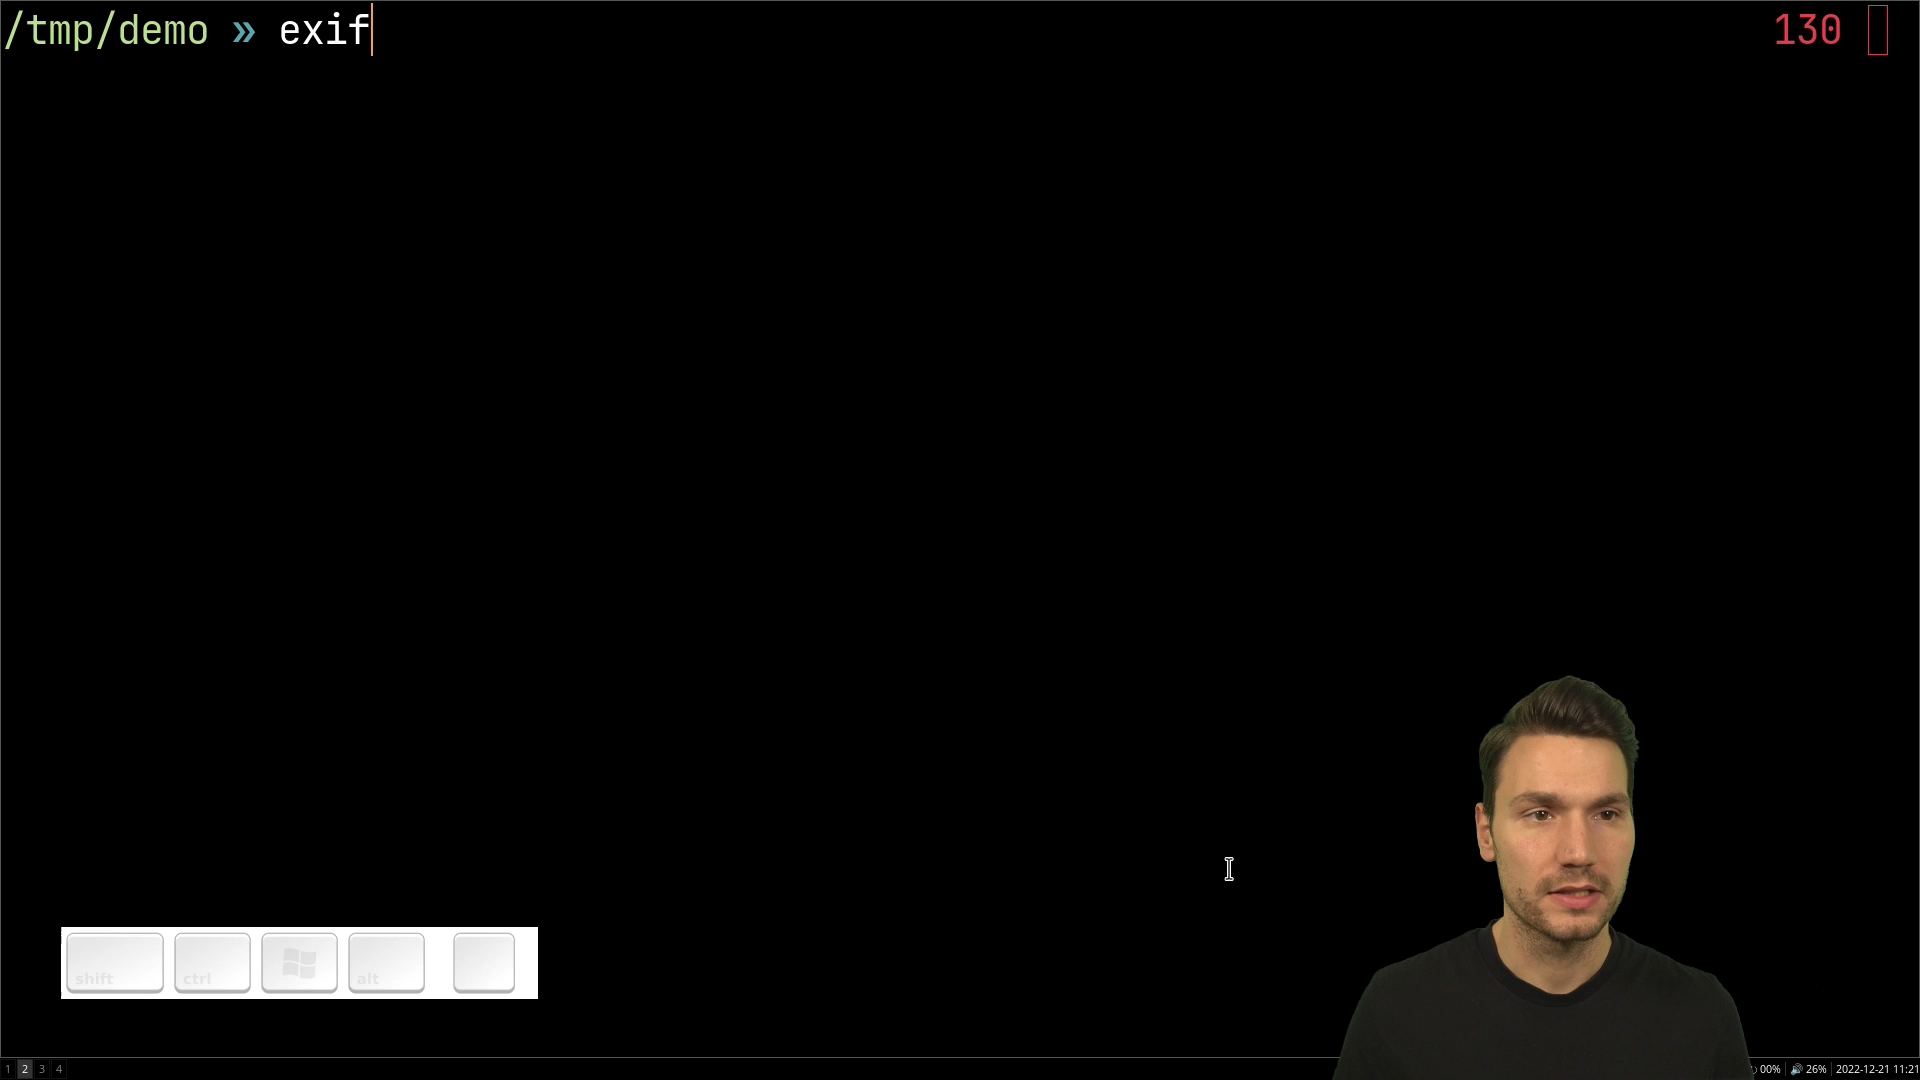 /tmp/demo » exif 130
shift ctrl alt
1 2 3 4 00% 26% 2022-12-21 11:21